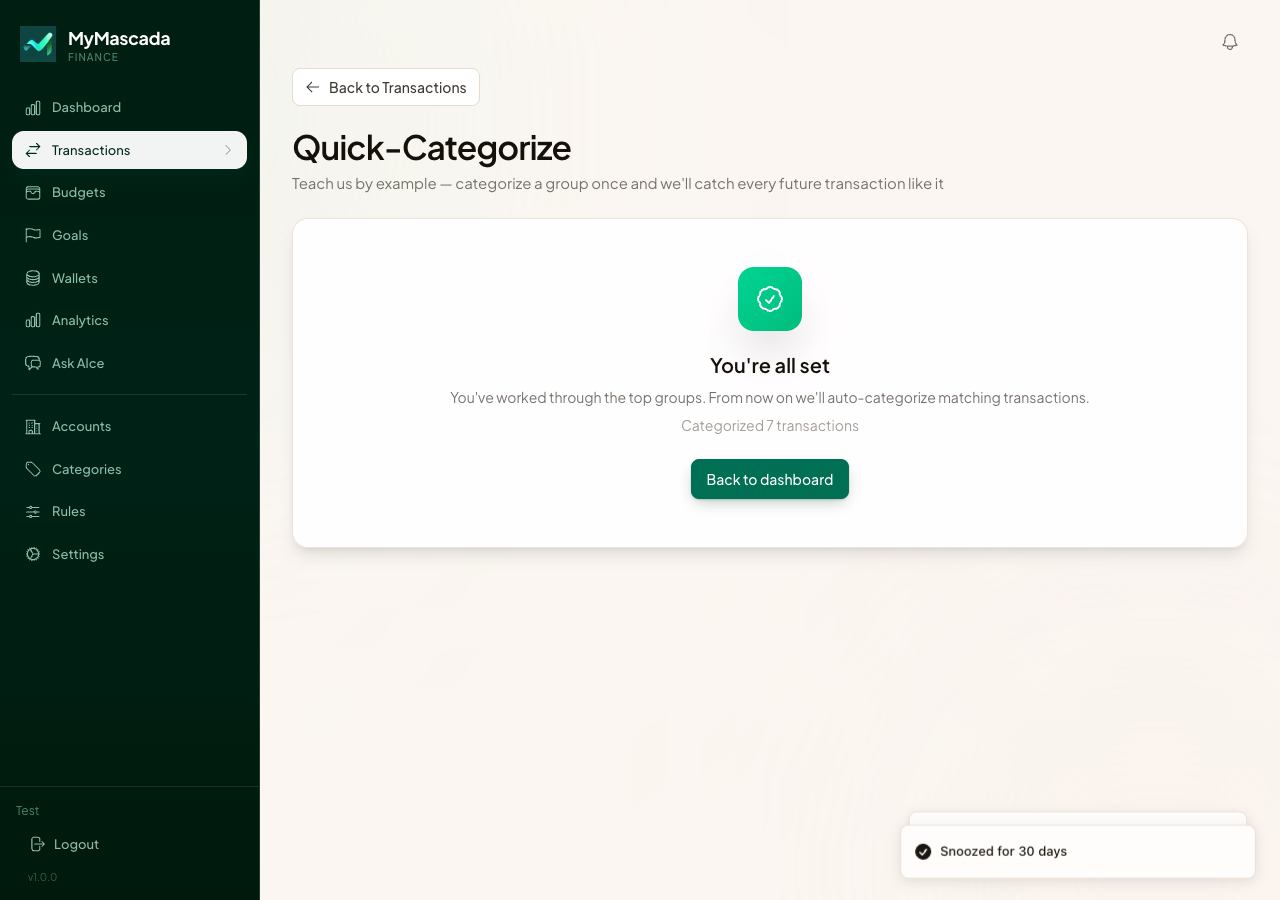 MyMascada
FINANCE
Dashboard
Transactions
Budgets
Goals
Wallets
Analytics
Ask AIce
Accounts
Categories
Rules
Settings
Test
Logout
v1.0.0
Back to Transactions
Quick-Categorize
Teach us by example — categorize a group once and we'll catch every future transaction like it
You're all set
You've worked through the top groups. From now on we'll auto-categorize matching transactions.
Categorized 7 transactions
Back to dashboard
Snoozed for 30 days